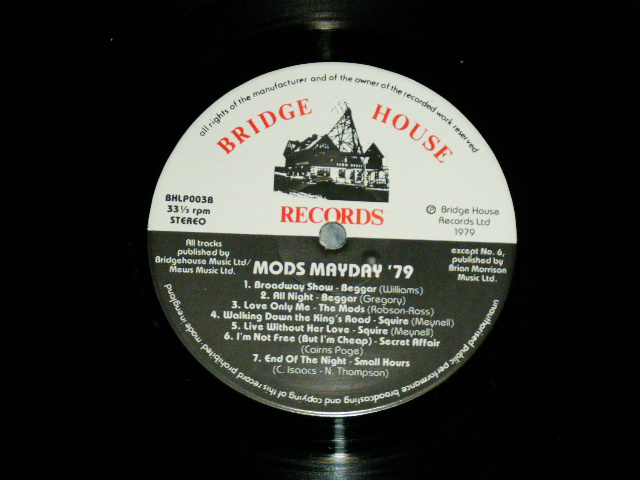 all rights of the manufacturer and of the owner of the recorded work reserved
BRIDGE HOUSE
RECORDS
BHLP003B
33⅓ rpm
STEREO
℗ Bridge House
Records Ltd
1979
All tracks
published by
Bridgehouse Music Ltd/
Mews Music Ltd.
except No. 6,
published by
Brian Morrison
Music Ltd.
MODS MAYDAY '79
1. Broadway Show - Beggar (Williams)
2. All Night - Beggar (Gregory)
3. Love Only Me - The Mods (Robson-Ross)
4. Walking Down the King's Road - Squire (Meynell)
5. Live Without Her Love - Squire (Meynell)
6. I'm Not Free (But I'm Cheap) - Secret Affair
(Cairns Page)
7. End Of The Night - Small Hours
(C. Isaacs - N. Thompson)
unauthorised public performance broadcasting and copying of this record prohibited made in england